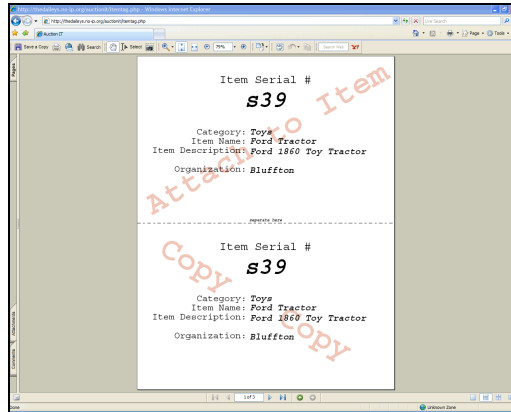 http://thedaileys.no-ip.org/auctionit/itemtag.php - Windows Internet Explorer
http://thedaileys.no-ip.org/auctionit/itemtag.php
Live Search
Auction IT
Page
Tools
Save a Copy
Search
Select
75%
Pages
Item Serial #
s39
Category: Toys
Item Name: Ford Tractor
Item Description: Ford 1860 Toy Tractor
Organization: Bluffton
Attach to Item
separate here
Item Serial #
s39
Category: Toys
Item Name: Ford Tractor
Item Description: Ford 1860 Toy Tractor
Organization: Bluffton
Copy
Copy
Attachments
Comments
1 of 3
Done
Unknown Zone